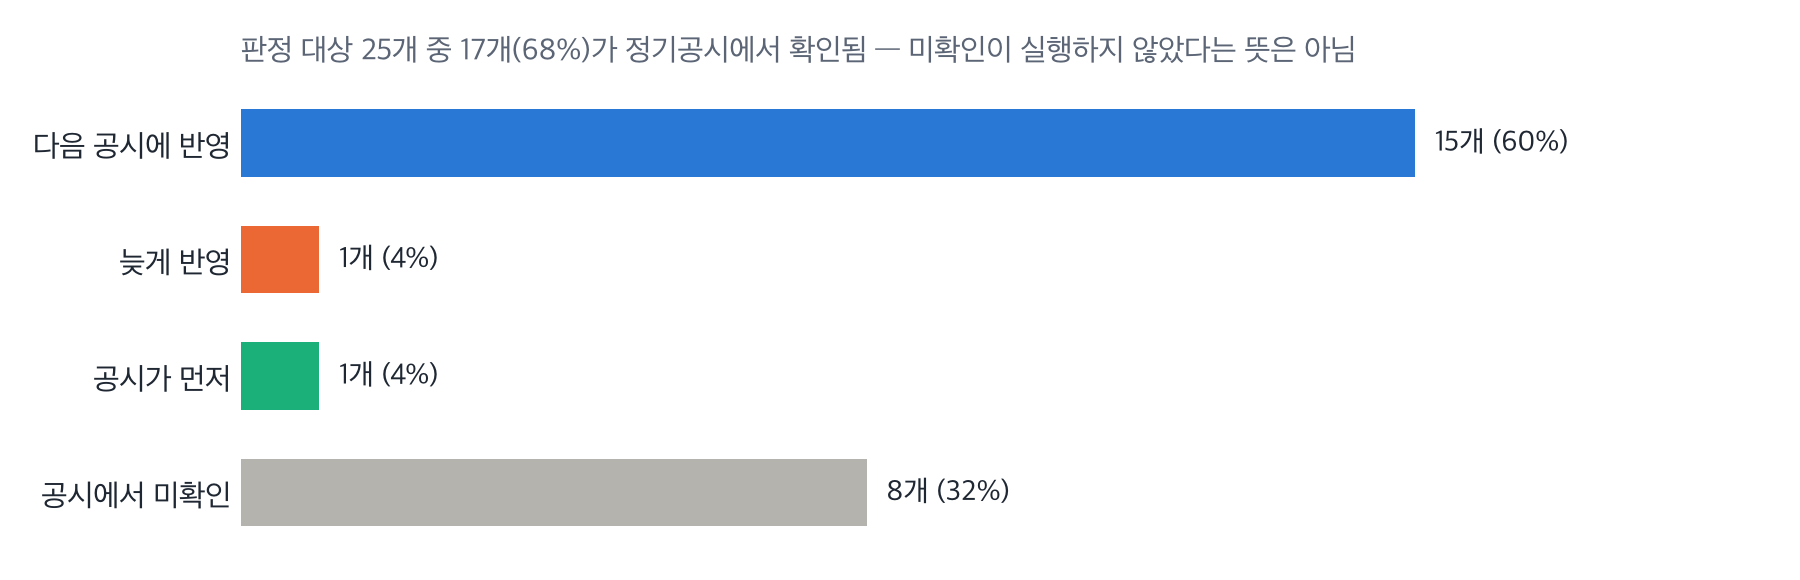 판정 대상 25개 중 17개(68%)가 정기공시에서 확인됨 — 미확인이 실행하지 않았다는 뜻은 아님
다음 공시에 반영 15개 (60%)
늦게 반영 1개 (4%)
공시가 먼저 1개 (4%)
공시에서 미확인 8개 (32%)